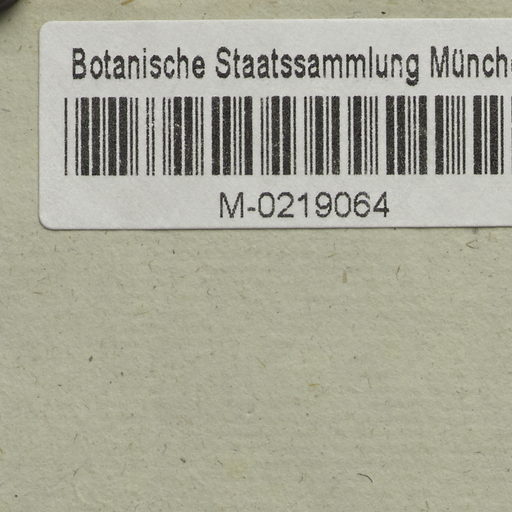 Botanische Staatssammlung Münch
M-0219064